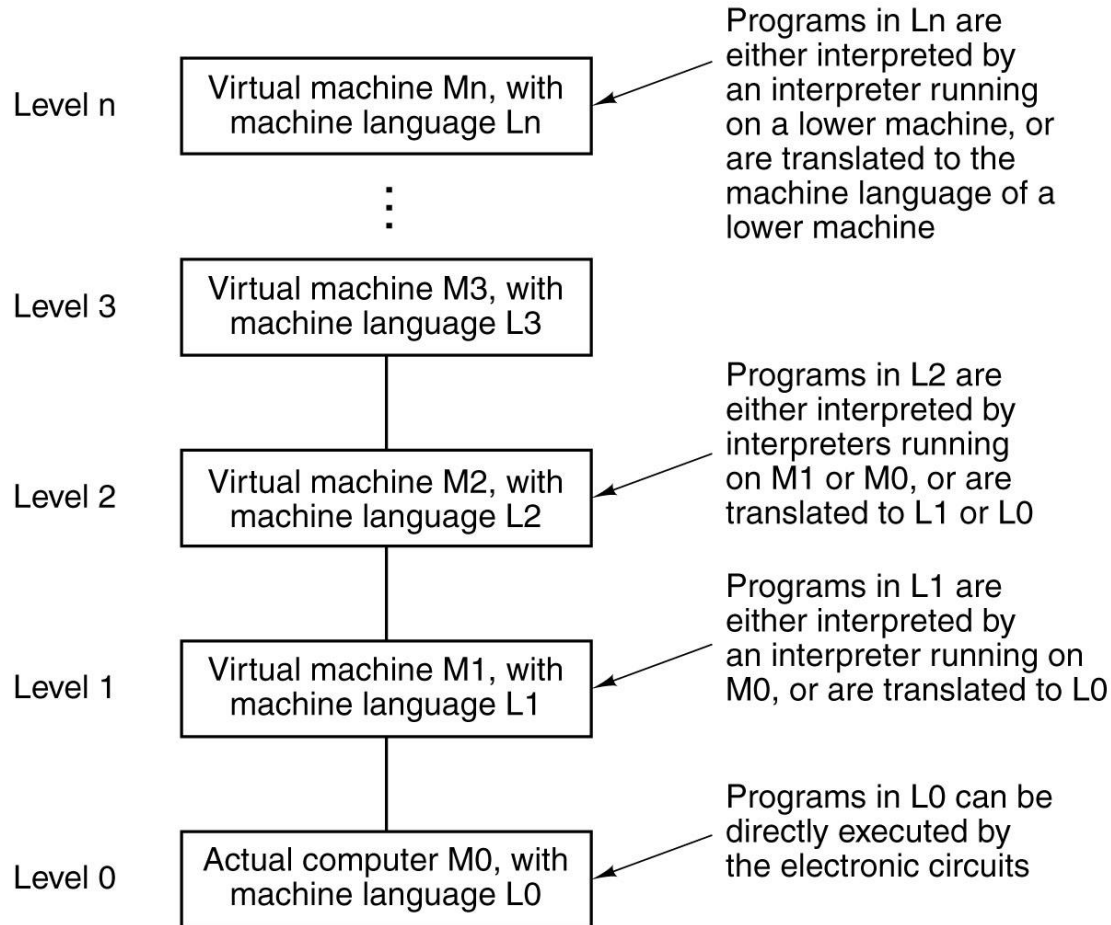 Level n
Virtual machine Mn, with
machine language Ln
Programs in Ln are
either interpreted by
an interpreter running
on a lower machine, or
are translated to the
machine language of a
lower machine
Level 3
Virtual machine M3, with
machine language L3
Level 2
Virtual machine M2, with
machine language L2
Programs in L2 are
either interpreted by
interpreters running
on M1 or M0, or are
translated to L1 or L0
Level 1
Virtual machine M1, with
machine language L1
Programs in L1 are
either interpreted by
an interpreter running on
M0, or are translated to L0
Level 0
Actual computer M0, with
machine language L0
Programs in L0 can be
directly executed by
the electronic circuits